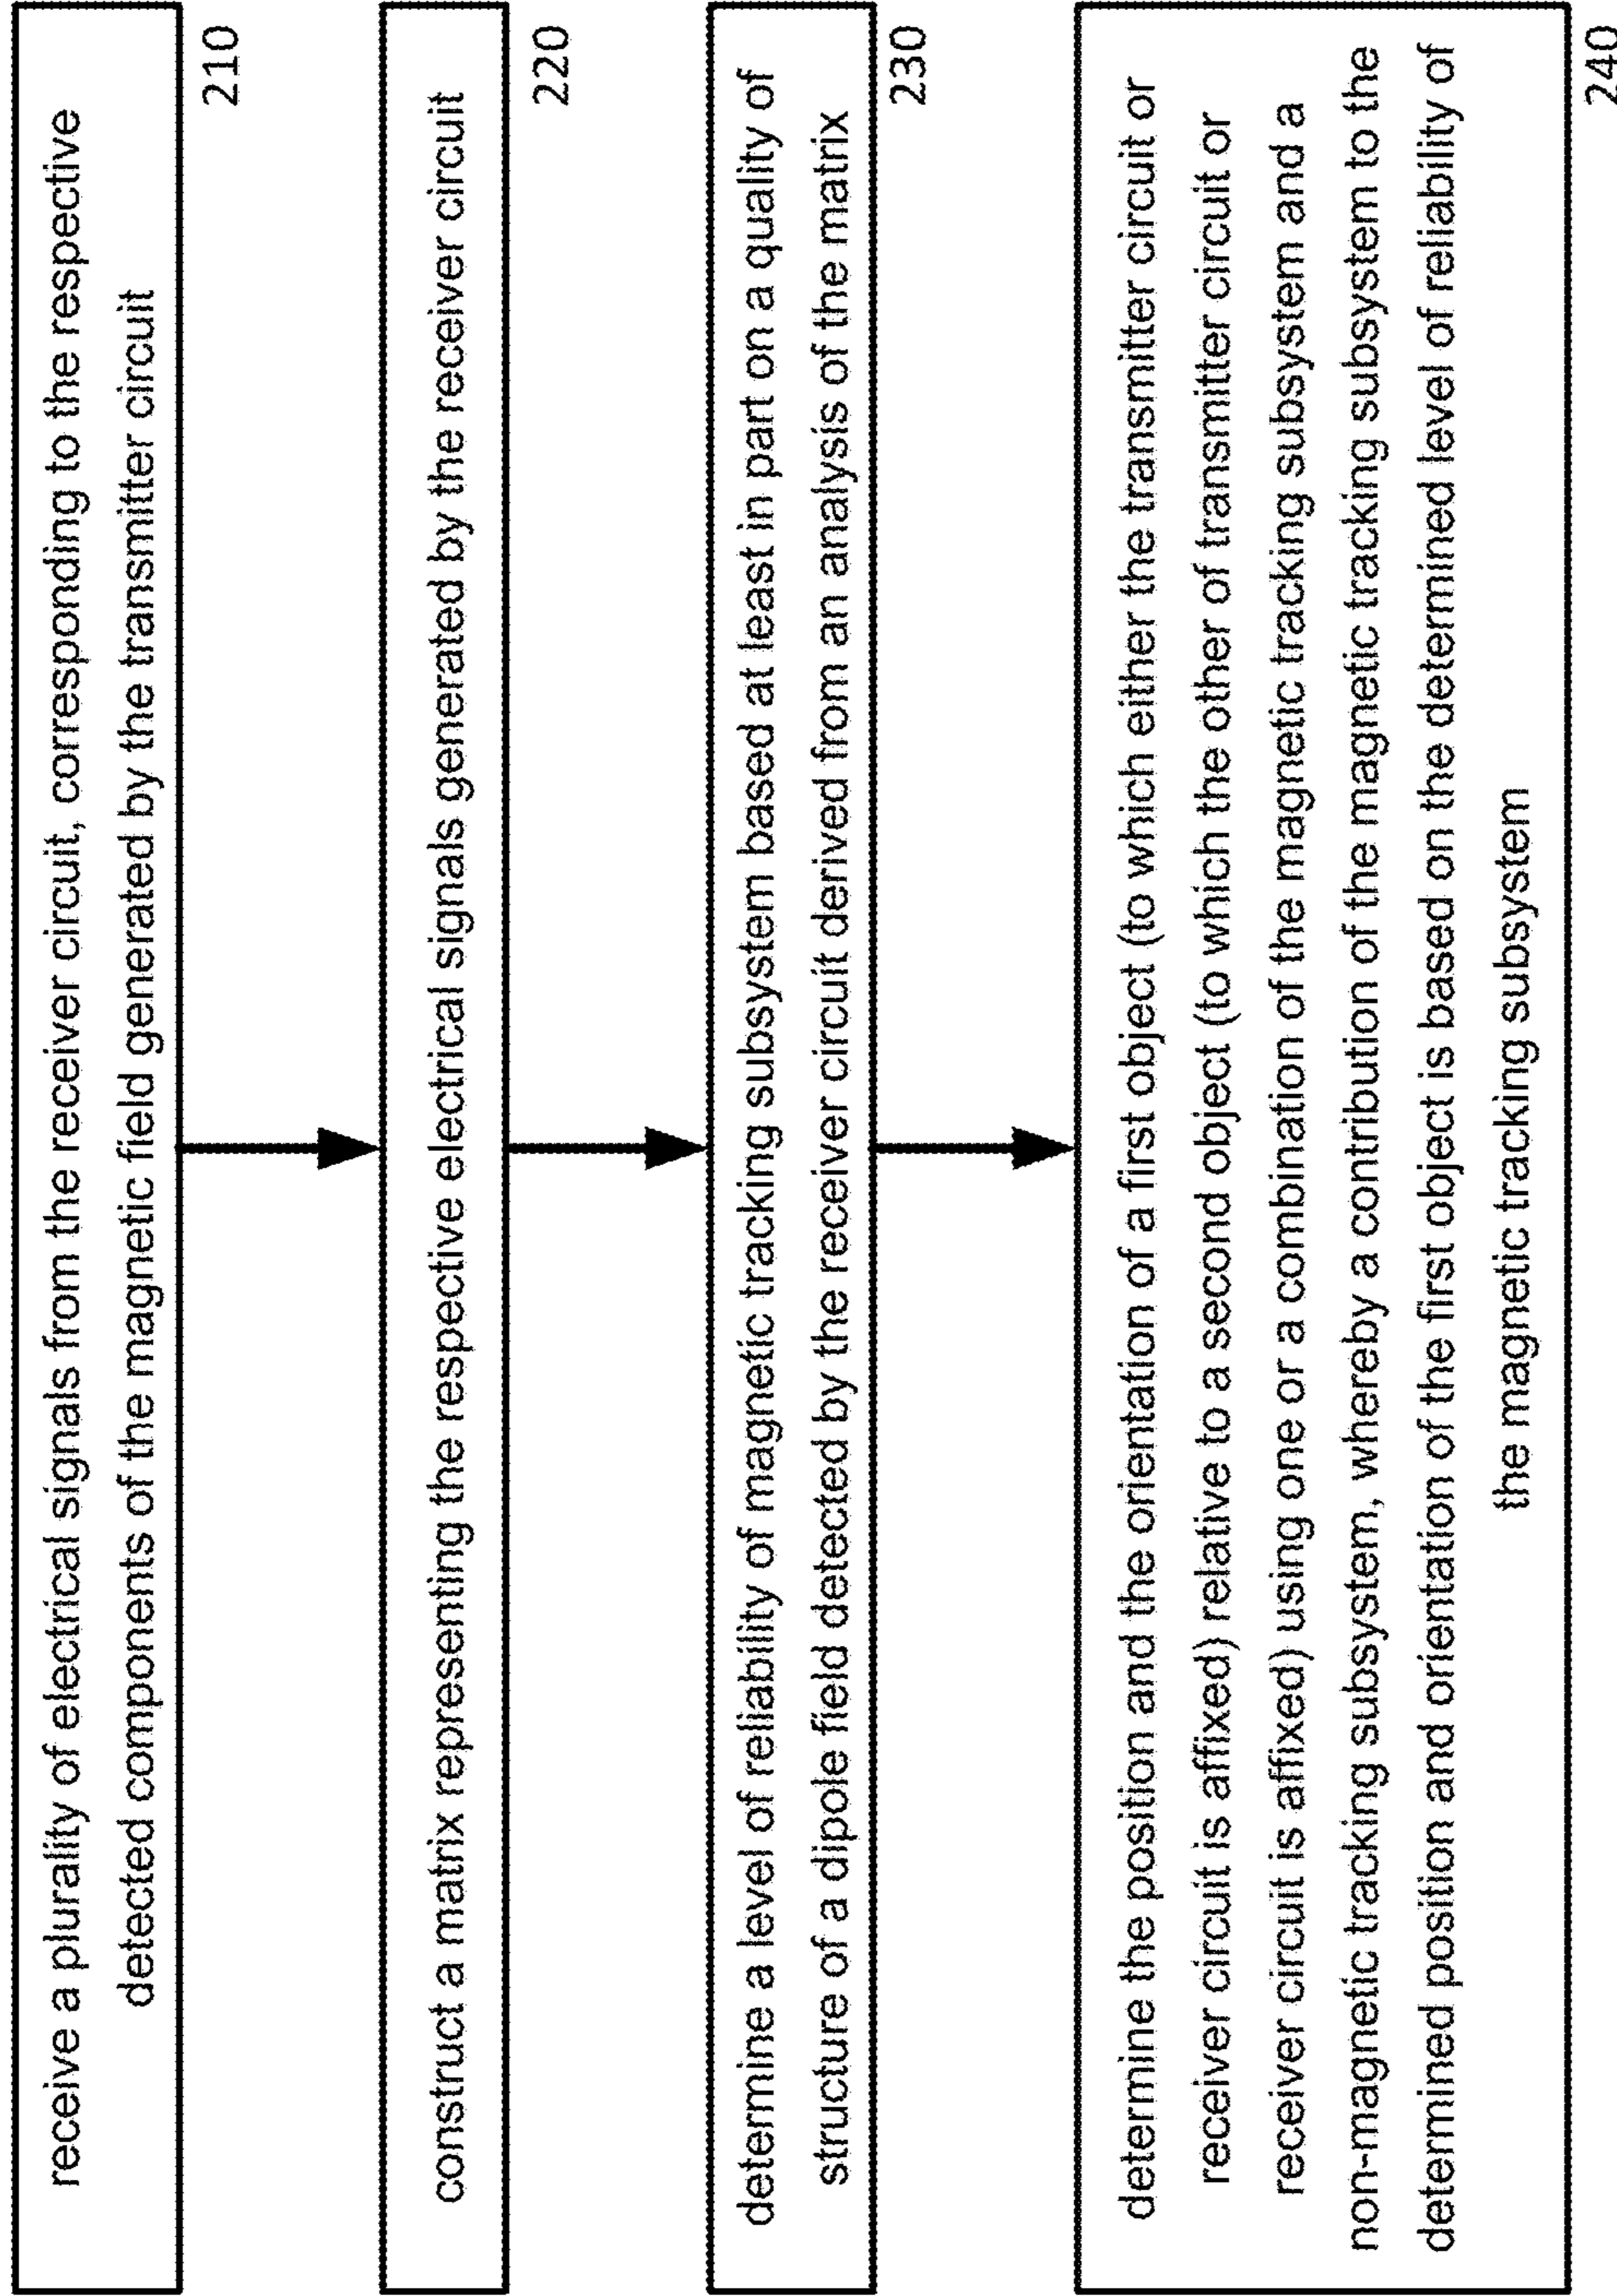 receive a plurality of electrical signals from the receiver circuit, corresponding to the respective
detected components of the magnetic field generated by the transmitter circuit
210
construct a matrix representing the respective electrical signals generated by the receiver circuit
220
determine a level of reliability of magnetic tracking subsystem based at least in part on a quality of
structure of a dipole field detected by the receiver circuit derived from an analysis of the matrix
230
determine the position and the orientation of a first object (to which either the transmitter circuit or
receiver circuit is affixed) relative to a second object (to which the other of transmitter circuit or
receiver circuit is affixed) using one or a combination of the magnetic tracking subsystem and a
non-magnetic tracking subsystem, whereby a contribution of the magnetic tracking subsystem to the
determined position and orientation of the first object is based on the determined level of reliability of
the magnetic tracking subsystem
240